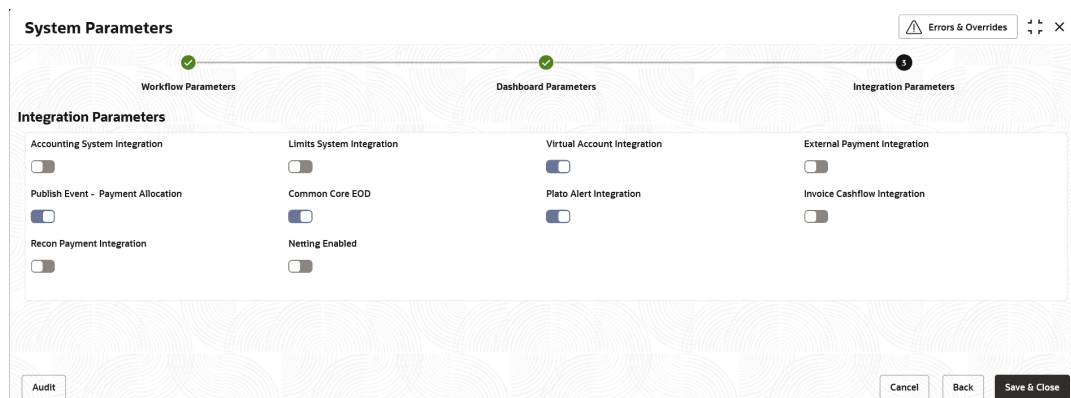 System Parameters
Errors & Overrides
3
Workflow Parameters
Dashboard Parameters
Integration Parameters
Integration Parameters
Accounting System Integration
Limits System Integration
Virtual Account Integration
External Payment Integration
Publish Event - Payment Allocation
Common Core EOD
Plato Alert Integration
Invoice Cashflow Integration
Recon Payment Integration
Netting Enabled
Audit
Cancel
Back
Save & Close